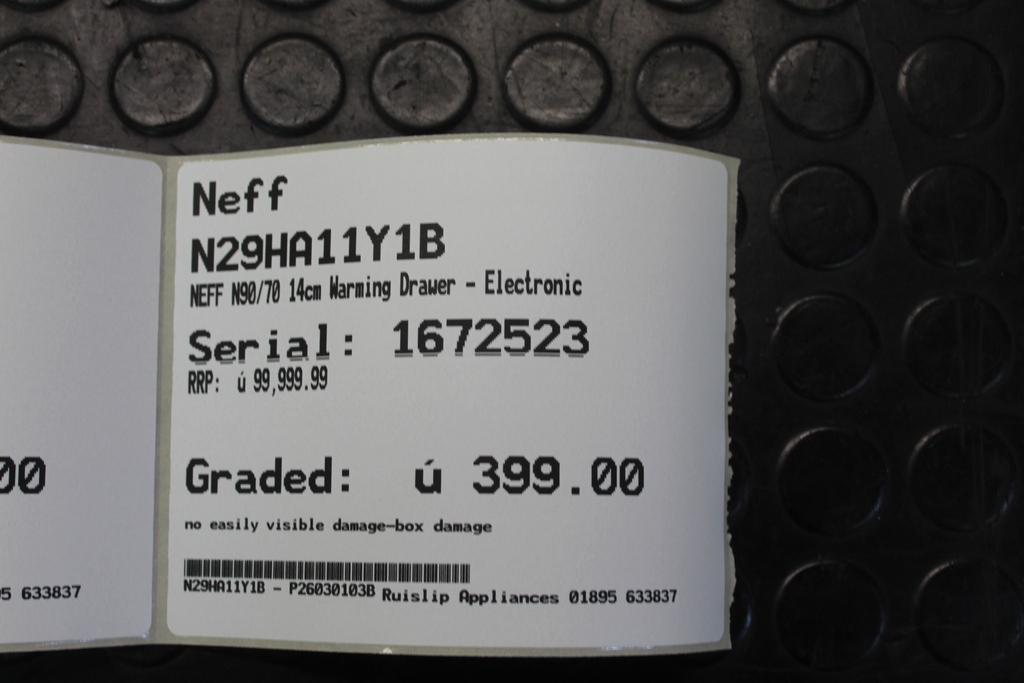 Neff
N29HA11Y1B
NEFF N90/70 14cm Warming Drawer - Electronic
Serial: 1672523
RRP: ú 99,999.99
00
Graded: ú 399.00
no easily visible damage-box damage
N29HA11Y1B - P26030103B Ruislip Appliances 01895 633837
5 633837